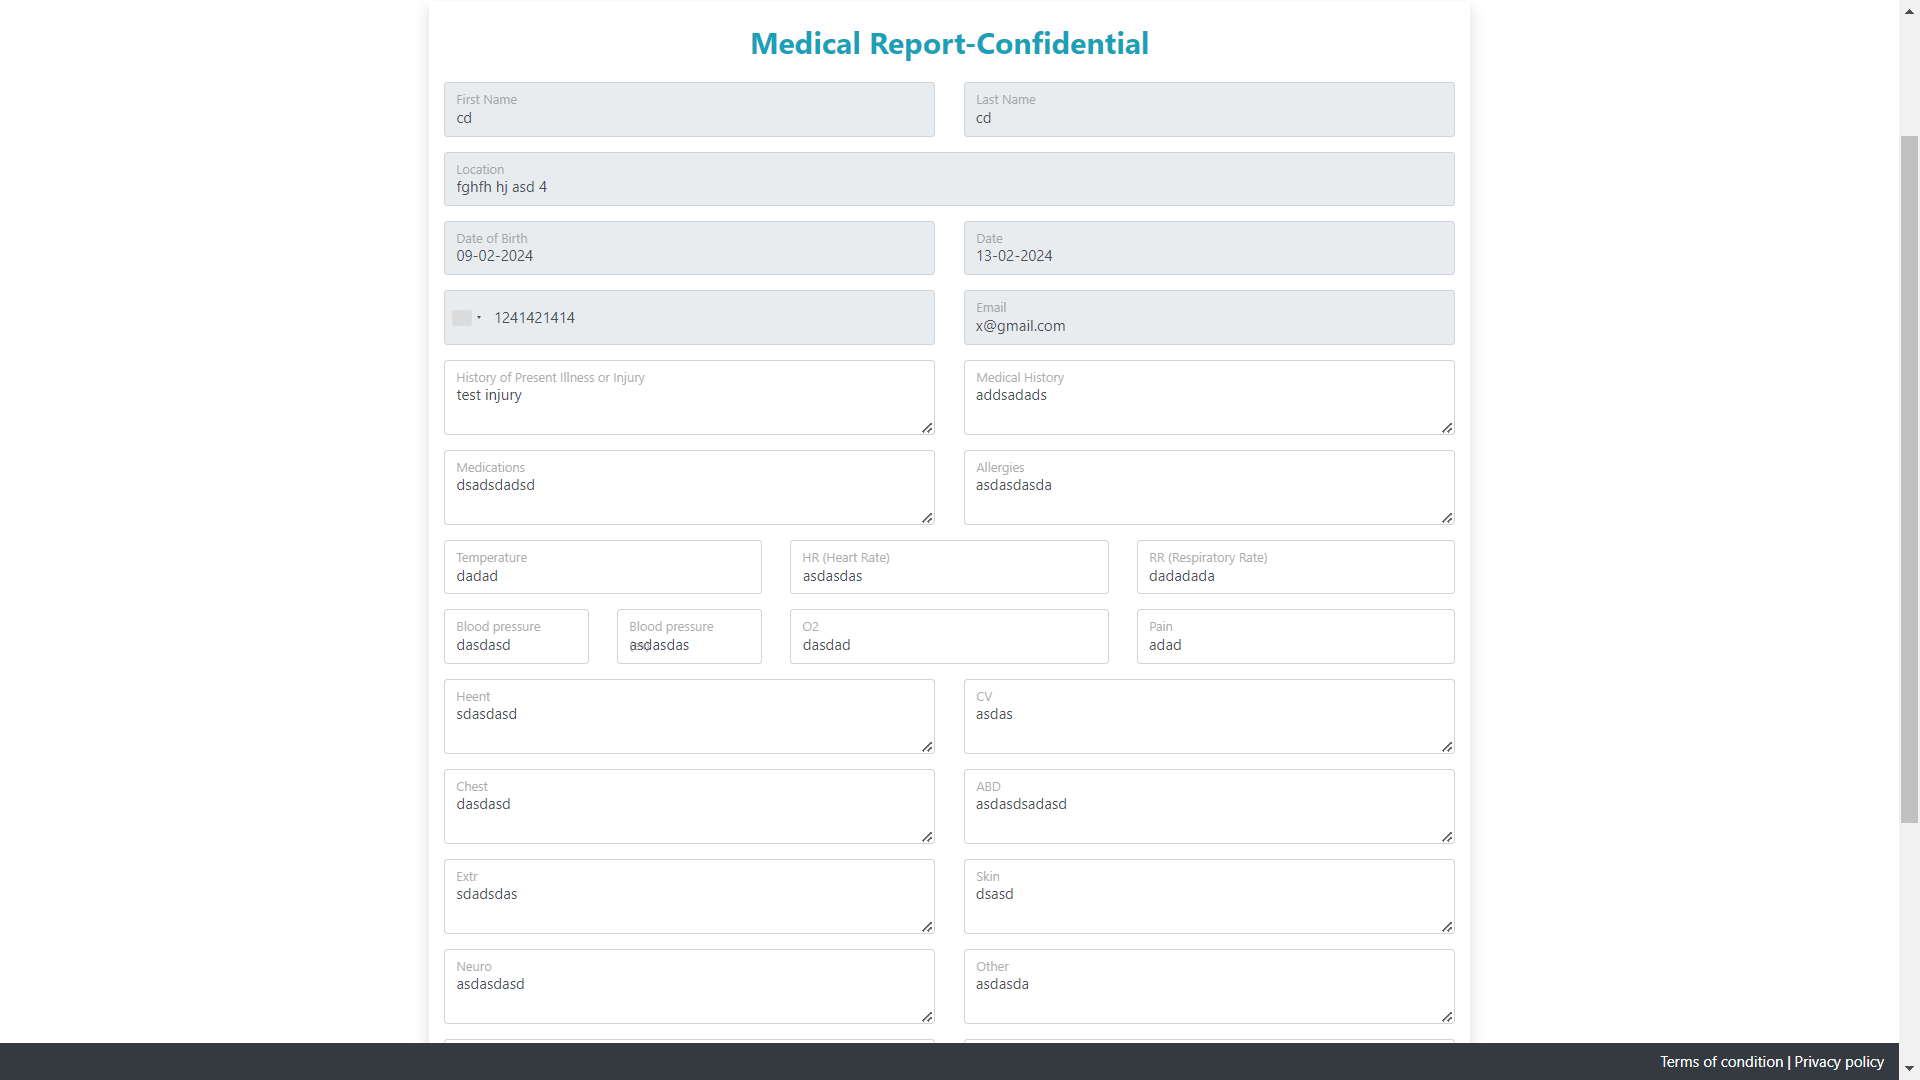 Medical Report-Confidential
First Name
cd
Last Name
cd
Location
fghfh hj asd 4
Date of Birth
09-02-2024
Date
13-02-2024
1241421414
Email
x@gmail.com
History of Present Illness or Injury
test injury
Medical History
addsadads
Medications
dsadsdadsd
Allergies
asdasdasda
Temperature
dadad
HR (Heart Rate)
asdasdas
RR (Respiratory Rate)
dadadada
Blood pressure
dasdasd
Blood pressure
asdasdas
O2
dasdad
Pain
adad
Heent
sdasdasd
CV
asdas
Chest
dasdasd
ABD
asdasdsadasd
Extr
sdadsdas
Skin
dsasd
Neuro
asdasdasd
Other
asdasda
Terms of condition | Privacy policy